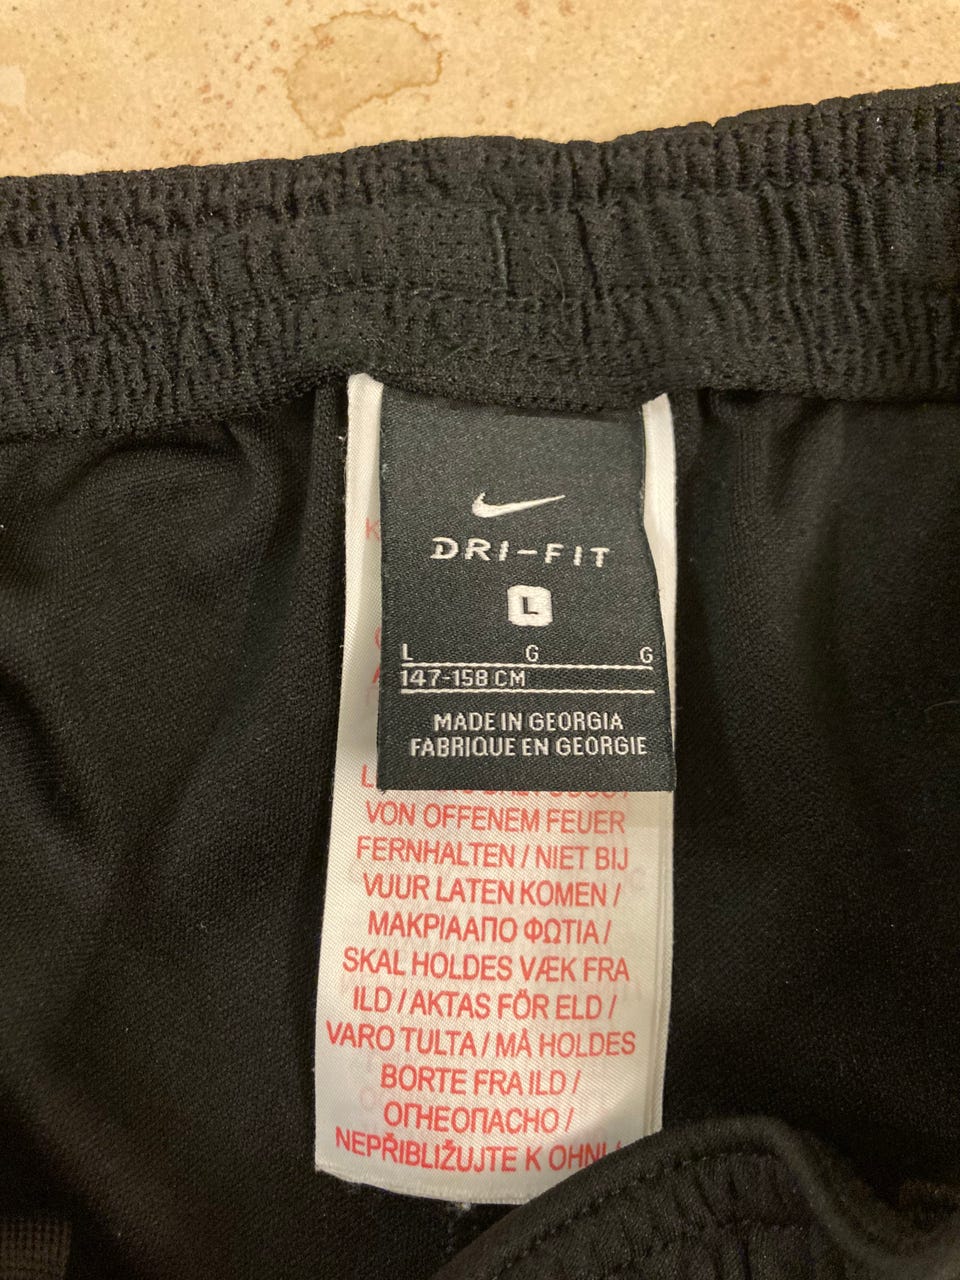 DRI-FIT
L
L G G
147-158 CM
MADE IN GEORGIA
FABRIQUE EN GEORGIE
VON OFFENEM FEUER
FERNHALTEN / NIET BIJ
VUUR LATEN KOMEN /
ΜΑΚΡΙΑΑΠΟ ΦΩΤΙΑ /
SKAL HOLDES VÆK FRA
ILD / AKTAS FÖR ELD /
VARO TULTA / MÅ HOLDES
BORTE FRA ILD /
ОГНЕОПАСНО /
NEPŘIBLIŽUJTE K OHNI /